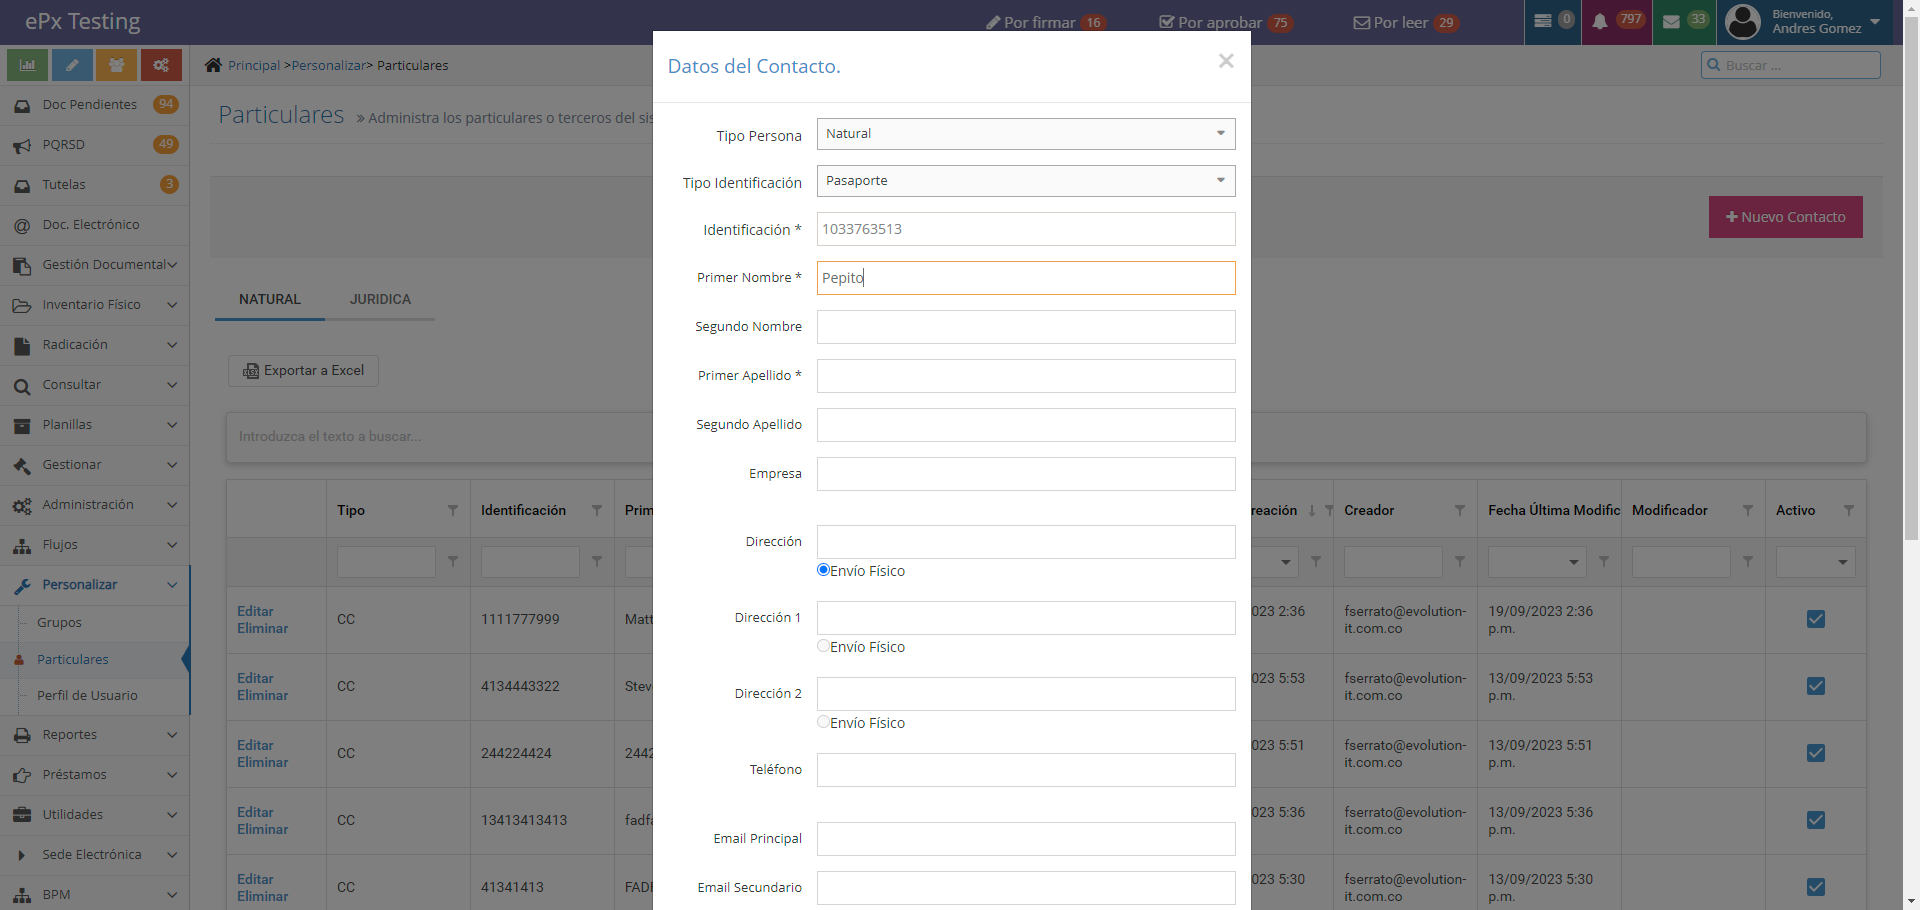 ePx Testing
Por firmar 16
Por aprobar 75
Por leer 29
0
797
33
Bienvenido,
Andres Gomez
Principal >Personalizar> Particulares
Buscar ...
Doc Pendientes 94
PQRSD 49
Tutelas 3
Doc. Electrónico
Gestión Documental
Inventario Físico
Radicación
Consultar
Planillas
Gestionar
Administración
Flujos
Personalizar
Grupos
Particulares
Perfil de Usuario
Reportes
Préstamos
Utilidades
Sede Electrónica
BPM
Particulares » Administra los particulares o terceros del sis
Nuevo Contacto
NATURAL
JURIDICA
Exportar a Excel
Introduzca el texto a buscar...
Tipo Identificación Prim reación Creador Fecha Última Modific Modificador Activo
Editar
Eliminar
CC 1111777999 Matt 023 2:36
fserrato@evolution-
it.com.co
19/09/2023 2:36
p.m.
Editar
Eliminar
CC 4134443322 Stev 023 5:53
fserrato@evolution-
it.com.co
13/09/2023 5:53
p.m.
Editar
Eliminar
CC 244224424 2442 023 5:51
fserrato@evolution-
it.com.co
13/09/2023 5:51
p.m.
Editar
Eliminar
CC 13413413413 fadfa 023 5:36
fserrato@evolution-
it.com.co
13/09/2023 5:36
p.m.
Editar
Eliminar
CC 41341413 FADF 023 5:30
fserrato@evolution-
it.com.co
13/09/2023 5:30
p.m.
Datos del Contacto.
×
Tipo Persona Natural
Tipo Identificación Pasaporte
Identificación * 1033763513
Primer Nombre * Pepito
Segundo Nombre
Primer Apellido *
Segundo Apellido
Empresa
Dirección
Envío Físico
Dirección 1
Envío Físico
Dirección 2
Envío Físico
Teléfono
Email Principal
Email Secundario